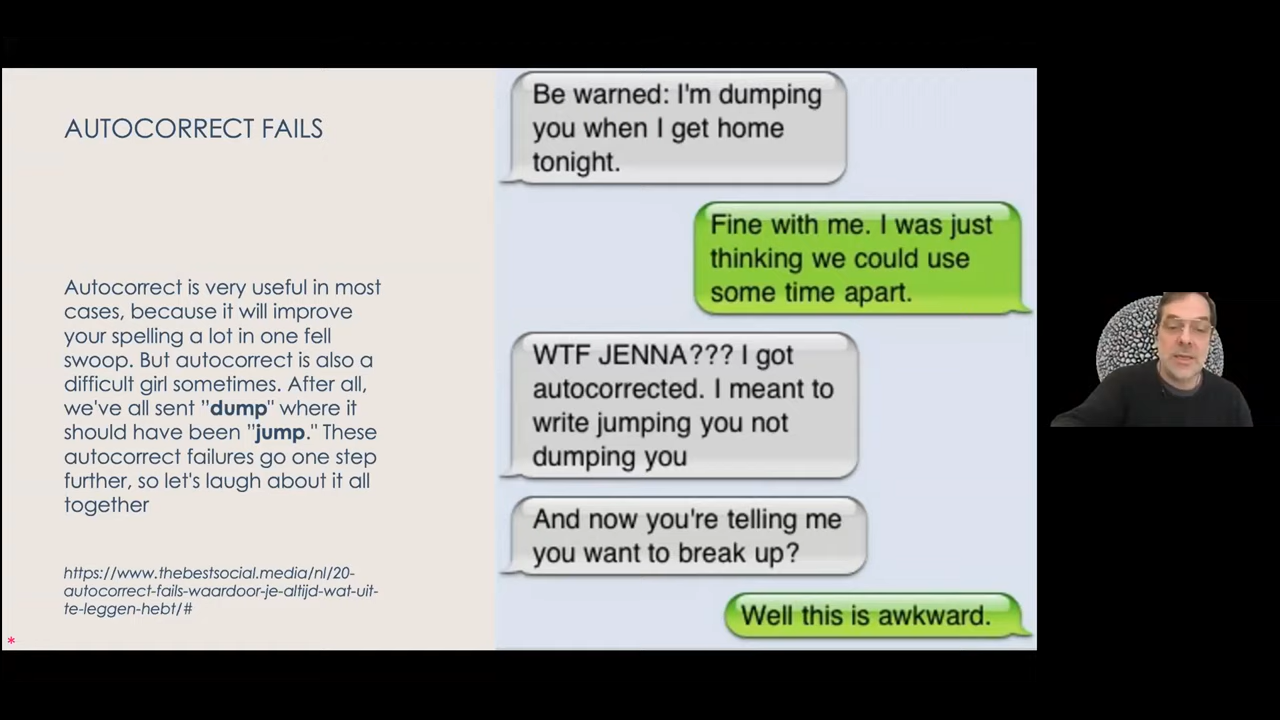 AUTOCORRECT FAILS
Autocorrect is very useful in most
cases, because it will improve
your spelling a lot in one fell
swoop. But autocorrect is also a
difficult girl sometimes. After all,
we've all sent "dump" where it
should have been "jump." These
autocorrect failures go one step
further, so let's laugh about it all
together
https://www.thebestsocial.media/nl/20-
autocorrect-fails-waardoor-je-altijd-wat-uit-
te-leggen-hebt/#
*
Be warned: I'm dumping
you when I get home
tonight.
Fine with me. I was just
thinking we could use
some time apart.
WTF JENNA??? I got
autocorrected. I meant to
write jumping you not
dumping you
And now you're telling me
you want to break up?
Well this is awkward.